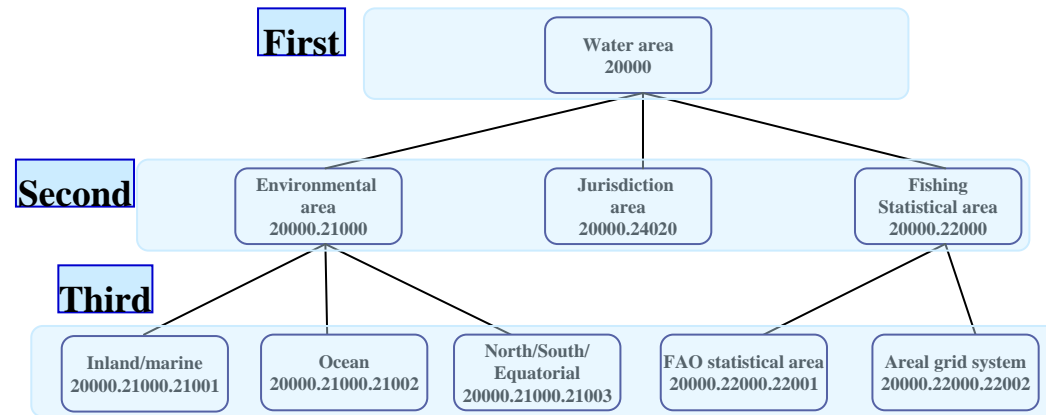 First
Water area
20000
Second
Environmental
area
20000.21000
Jurisdiction
area
20000.24020
Fishing
Statistical area
20000.22000
Third
Inland/marine
20000.21000.21001
Ocean
20000.21000.21002
North/South/
Equatorial
20000.21000.21003
FAO statistical area
20000.22000.22001
Areal grid system
20000.22000.22002